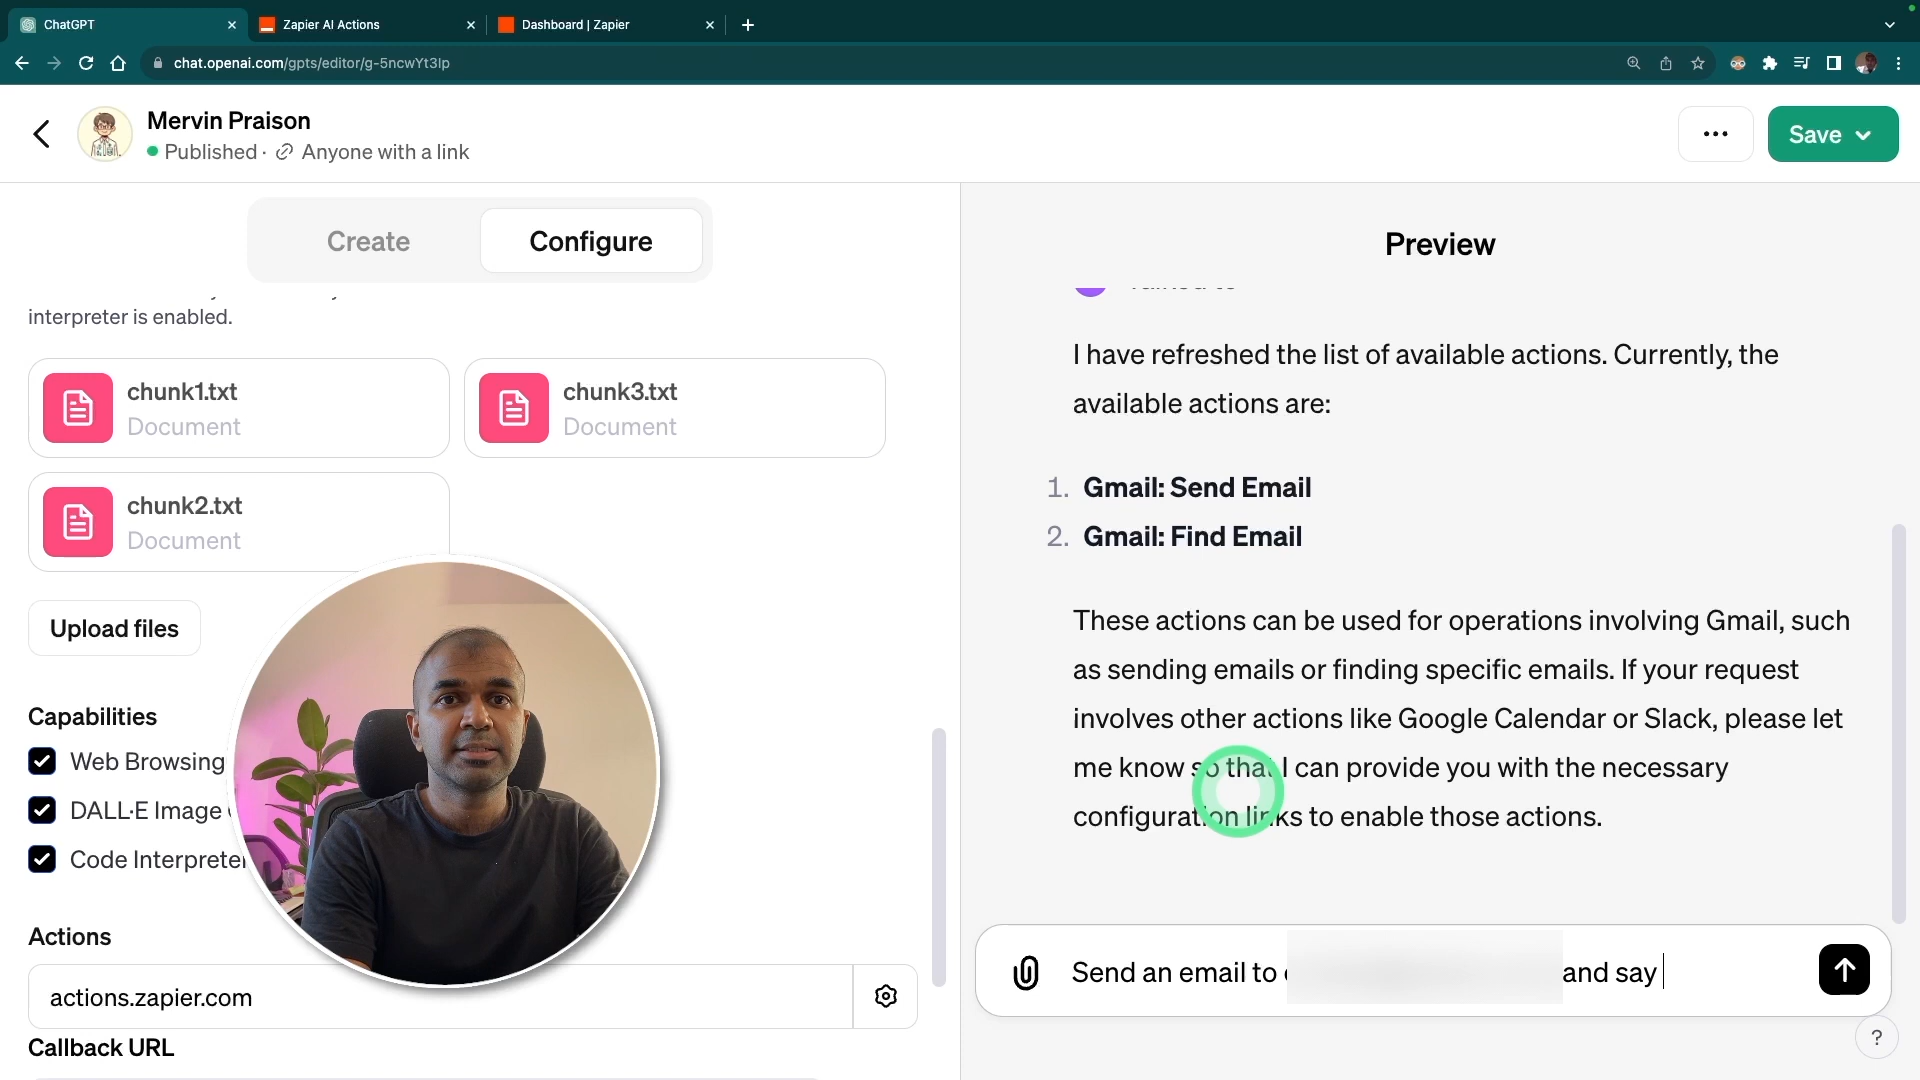 ChatGPT
Zapier AI Actions
Dashboard | Zapier
chat.openai.com/gpts/editor/g-5ncwYt3lp
Mervin Praison
Published · Anyone with a link
Save
Create
Configure
interpreter is enabled.
chunk1.txt
Document
chunk3.txt
Document
chunk2.txt
Document
Upload files
Capabilities
Web Browsing
DALL·E Image
Code Interpreter
Actions
actions.zapier.com
Callback URL
Preview
I have refreshed the list of available actions. Currently, the
available actions are:
1. Gmail: Send Email
2. Gmail: Find Email
These actions can be used for operations involving Gmail, such
as sending emails or finding specific emails. If your request
involves other actions like Google Calendar or Slack, please let
me know so that I can provide you with the necessary
configuration links to enable those actions.
Send an email to
and say
?